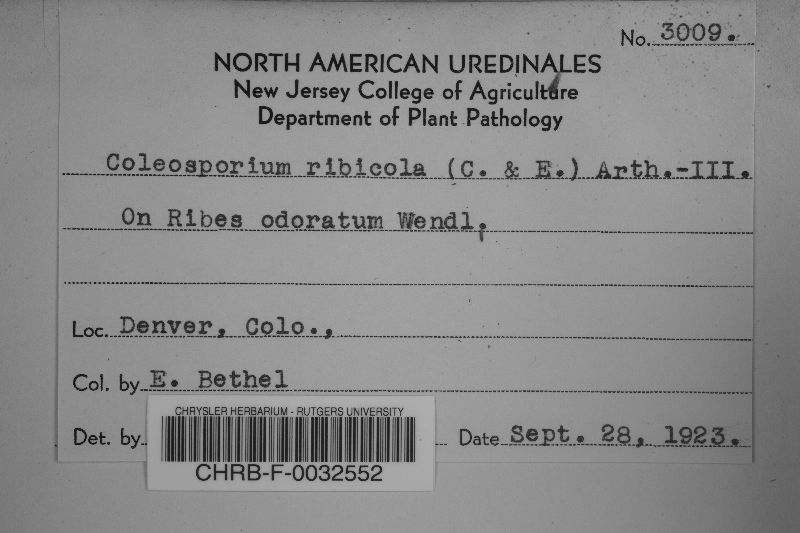 No. 3009.
NORTH AMERICAN UREDINALES
New Jersey College of Agriculture
Department of Plant Pathology
Coleosporium ribicola (C. & E.) Arth.-III.
On Ribes odoratum Wendl.
Loc. Denver, Colo.,
Col. by E. Bethel
Det. by
Date Sept. 28, 1923.
CHRYSLER HERBARIUM - RUTGERS UNIVERSITY
CHRB-F-0032552